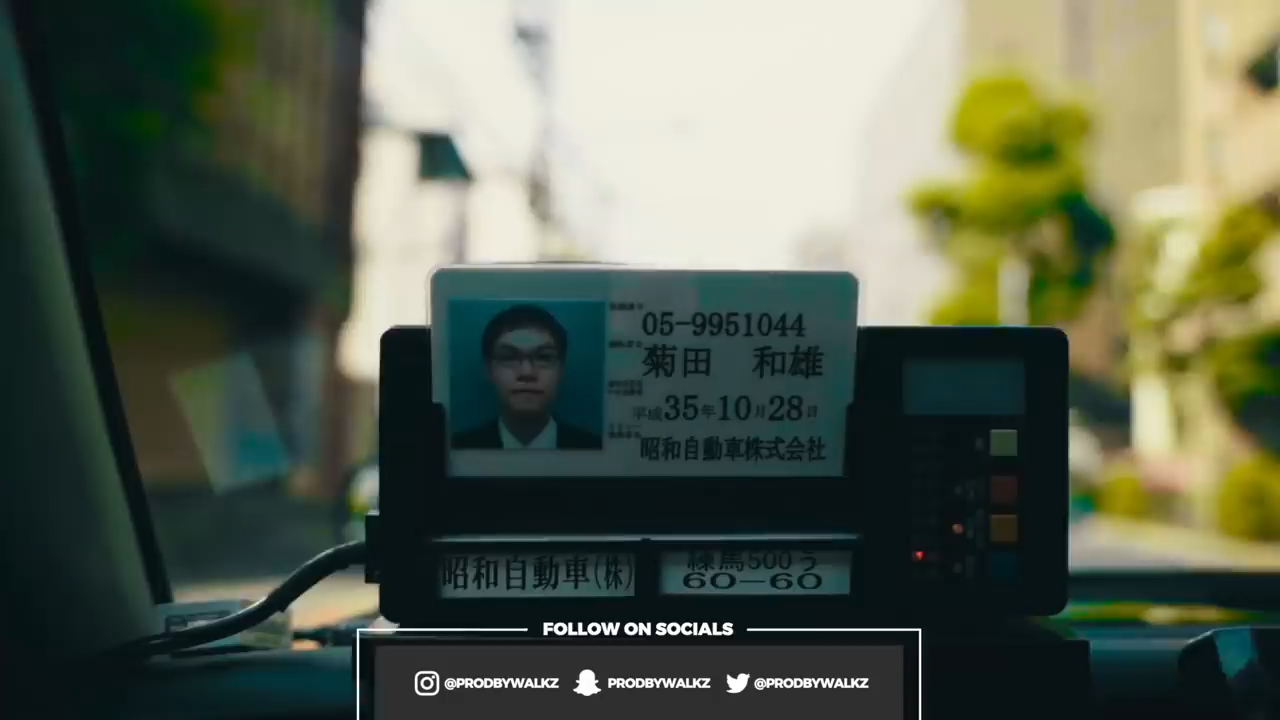 05-9951044
菊田 和雄
平成35年10月28日
昭和自動車株式会社
昭和自動車(株)
練馬500う
60-60
FOLLOW ON SOCIALS
@PRODBYWALKZ PRODBYWALKZ @PRODBYWALKZ